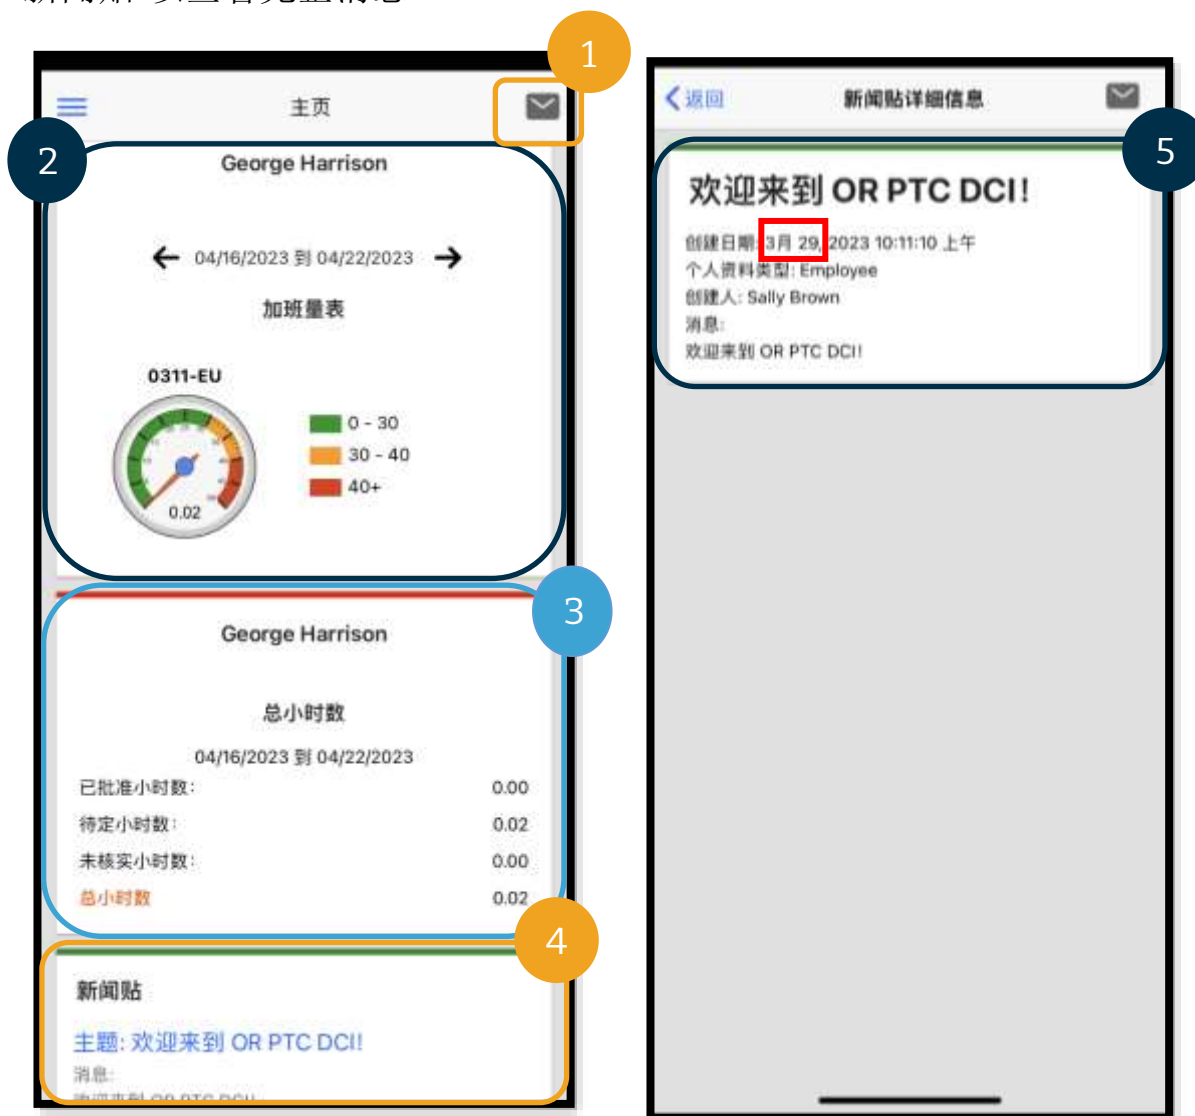 1
主页
2
George Harrison
04/16/2023 到 04/22/2023
加班量表
0311-EU
0 - 30
30 - 40
40+
0.02
3
George Harrison
总小时数
04/16/2023 到 04/22/2023
已批准小时数: 0.00
待定小时数: 0.02
未核实小时数: 0.00
总小时数 0.02
4
新闻贴
主题: 欢迎来到 OR PTC DCI!
消息:
返回 新闻贴详细信息
5
欢迎来到 OR PTC DCI!
创建日期: 3月 29, 2023 10:11:10 上午
个人资料类型: Employee
创建人: Sally Brown
消息:
欢迎来到 OR PTC DCI!